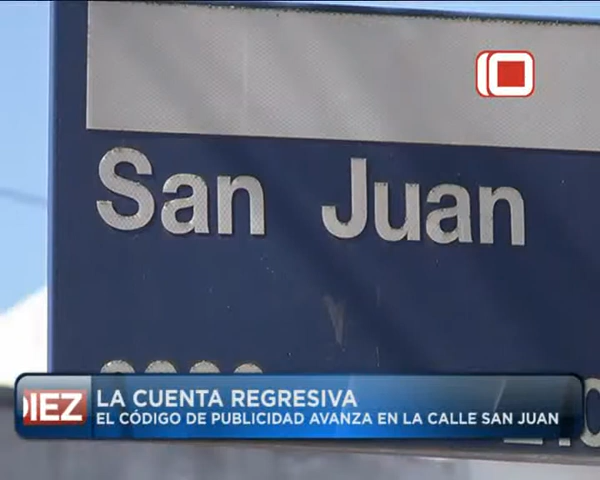 San Juan
DIEZ
LA CUENTA REGRESIVA
EL CÓDIGO DE PUBLICIDAD AVANZA EN LA CALLE SAN JUAN